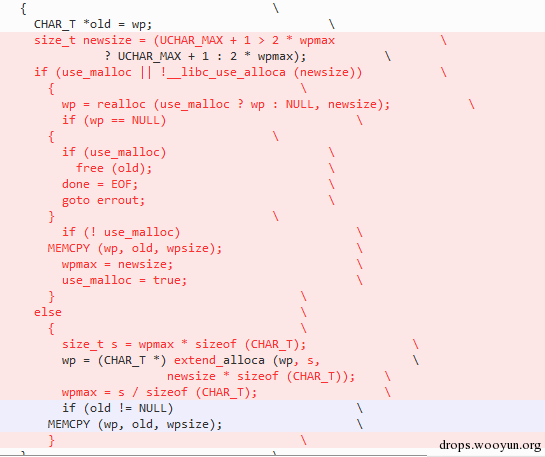 { \
CHAR_T *old = wp; \
size_t newsize = (UCHAR_MAX + 1 > 2 * wpmax \
? UCHAR_MAX + 1 : 2 * wpmax); \
if (use_malloc || !__libc_use_alloca (newsize)) \
{ \
wp = realloc (use_malloc ? wp : NULL, newsize); \
if (wp == NULL) \
{ \
if (use_malloc) \
free (old); \
done = EOF; \
goto errout; \
} \
if (! use_malloc) \
MEMCPY (wp, old, wpsize); \
wpmax = newsize; \
use_malloc = true; \
} \
else \
{ \
size_t s = wpmax * sizeof (CHAR_T); \
wp = (CHAR_T *) extend_alloca (wp, s, \
newsize * sizeof (CHAR_T)); \
wpmax = s / sizeof (CHAR_T); \
if (old != NULL) \
MEMCPY (wp, old, wpsize); \
} \
drops.wooyun.org